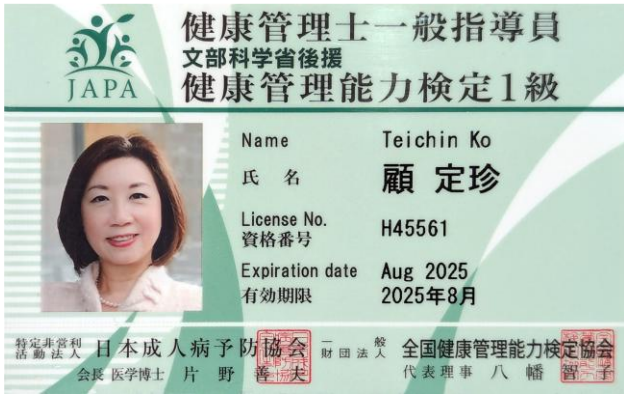 JAPA
健康管理士一般指導員
文部科学省後援
健康管理能力検定1級
Name Teichin Ko
氏名 顧 定珍
License No. H45561
資格番号
Expiration date Aug 2025
有効期限 2025年8月
特定非営利活動法人 日本成人病予防協会
会長 医学博士 片野善夫
一般財団法人 全国健康管理能力検定協会
代表理事 八幡智子